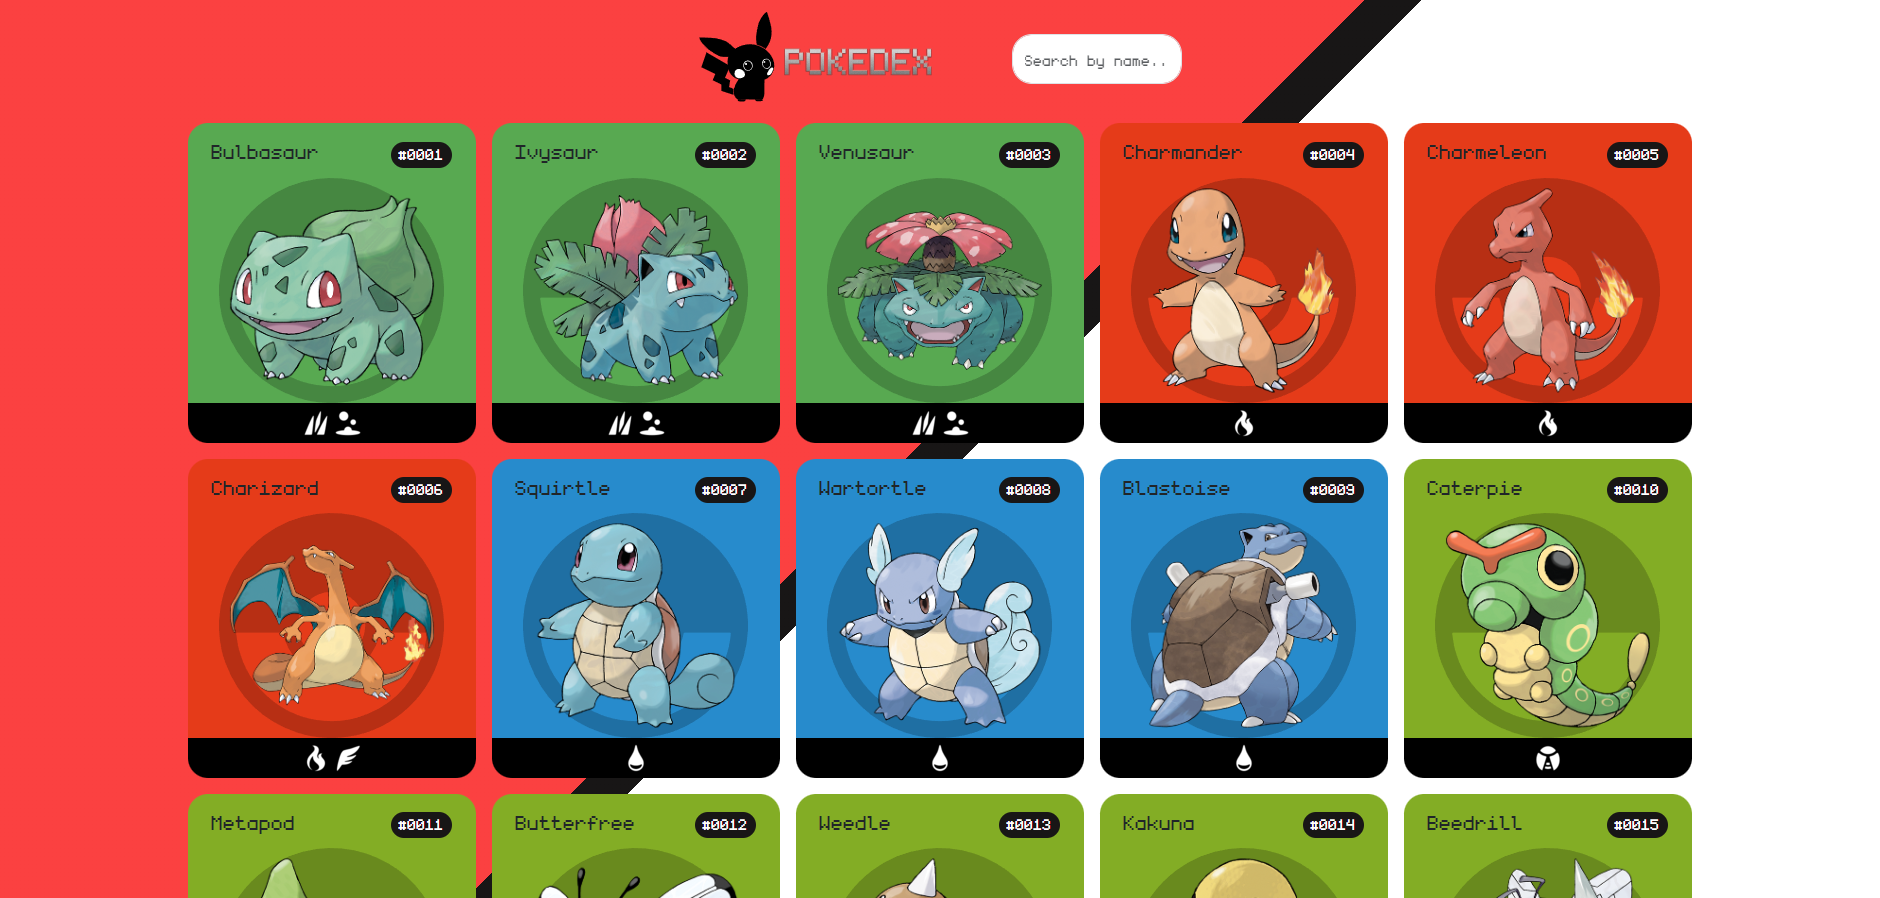 POKEDEX
Search by name..
Bulbasaur #0001
Ivysaur #0002
Venusaur #0003
Charmander #0004
Charmeleon #0005
Charizard #0006
Squirtle #0007
Wartortle #0008
Blastoise #0009
Caterpie #0010
Metapod #0011
Butterfree #0012
Weedle #0013
Kakuna #0014
Beedrill #0015